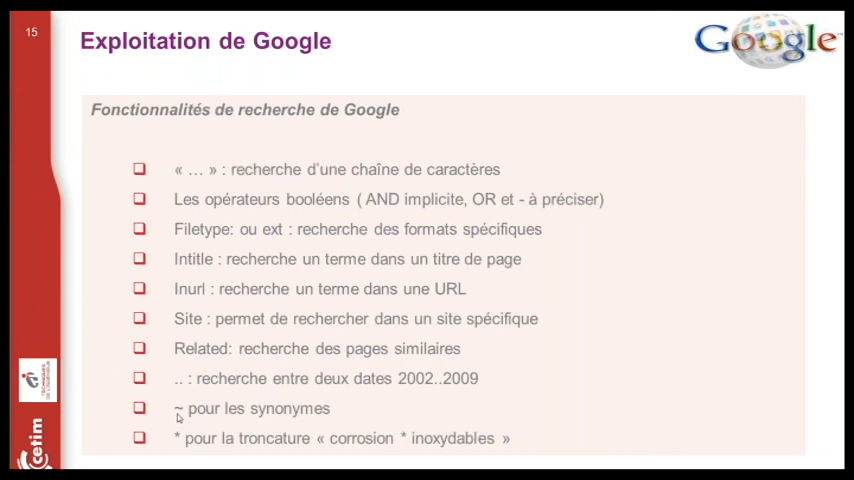 15
Exploitation de Google
Google
Fonctionnalités de recherche de Google
« … » : recherche d'une chaîne de caractères
Les opérateurs booléens ( AND implicite, OR et - à préciser)
Filetype: ou ext : recherche des formats spécifiques
Intitle : recherche un terme dans un titre de page
Inurl : recherche un terme dans une URL
Site : permet de rechercher dans un site spécifique
Related: recherche des pages similaires
.. : recherche entre deux dates 2002..2009
~ pour les synonymes
* pour la troncature « corrosion * inoxydables »
TECHNIQUES
DE L'INGÉNIEUR
cetim